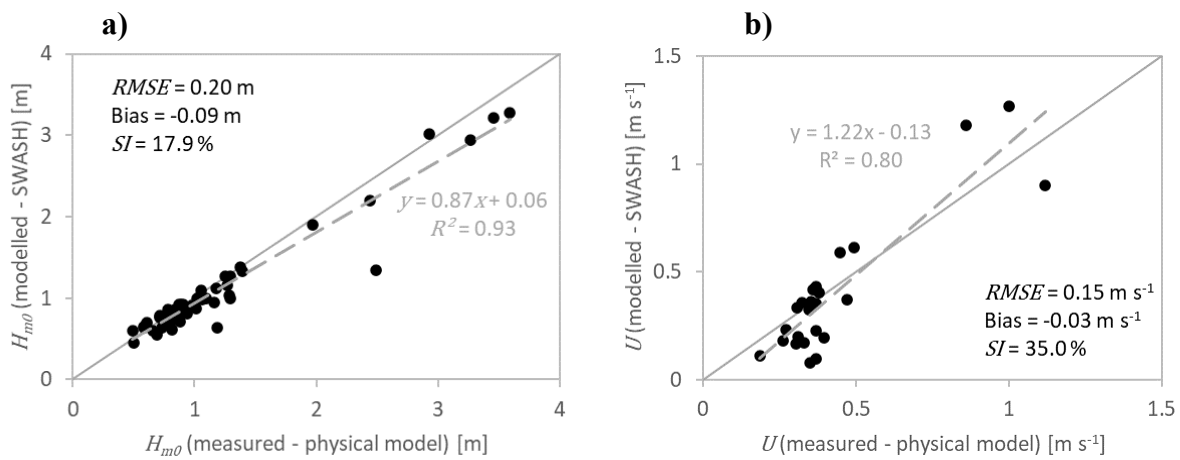 a)
4
3
2
1
0
0
1
2
3
4
H_m0 (modelled - SWASH) [m]
RMSE = 0.20 m
Bias = -0.09 m
SI = 17.9 %
y = 0.87x + 0.06
R² = 0.93
H_m0 (measured - physical model) [m]
b)
1.5
1
0.5
0
0
0.5
1
1.5
U (modelled - SWASH) [m s⁻¹]
y = 1.22x - 0.13
R² = 0.80
RMSE = 0.15 m s⁻¹
Bias = -0.03 m s⁻¹
SI = 35.0 %
U (measured - physical model) [m s⁻¹]